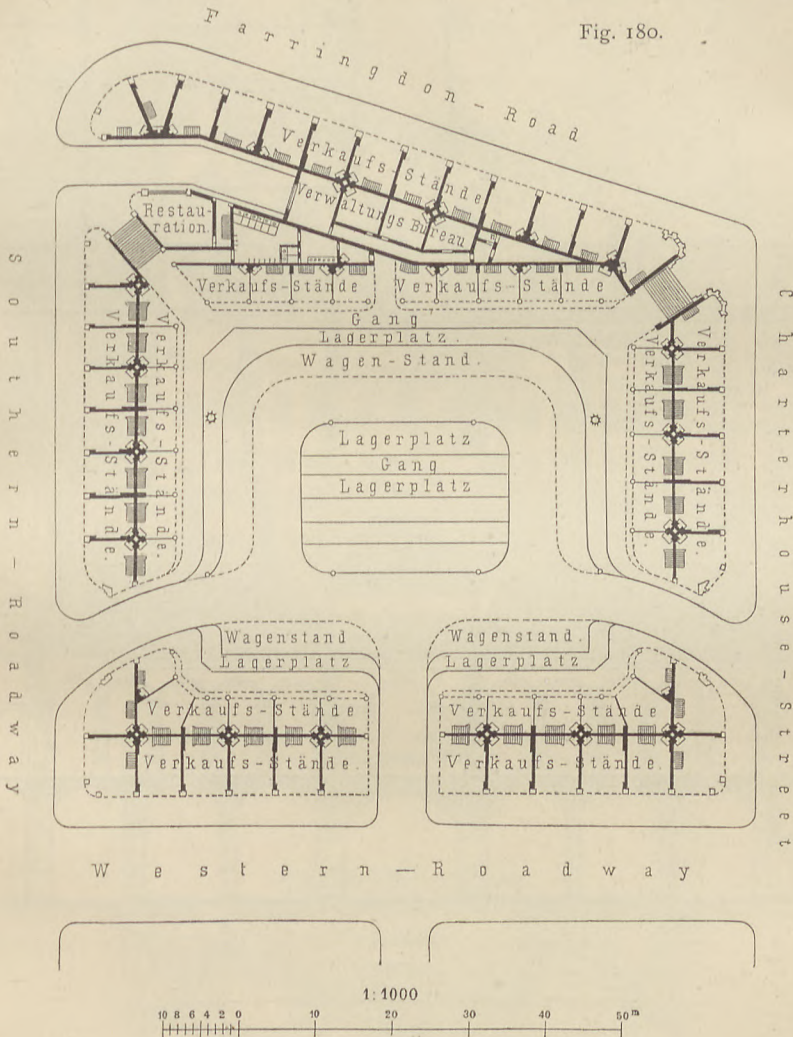 Fig. 180.
Farringdon-Road
Verkaufs-Stände
Verwaltungs Bureau
Restau-
ration.
Verkaufs-Stände
Verkaufs-Stände
Gang
Lagerplatz.
Wagen-Stand.
Southern-Roadway
Verkaufs-Stände.
Verkaufs-Stände.
Lagerplatz
Gang
Lagerplatz
Verkaufs-Stände.
Verkaufs-Stände.
Charterhouse-Street
Wagenstand
Lagerplatz
Wagenstand.
Lagerplatz
Verkaufs-Stände
Verkaufs-Stände.
Verkaufs-Stände
Verkaufs-Stände.
Western-Roadway
1:1000
10 8 6 4 2 0 10 20 30 40 50 m